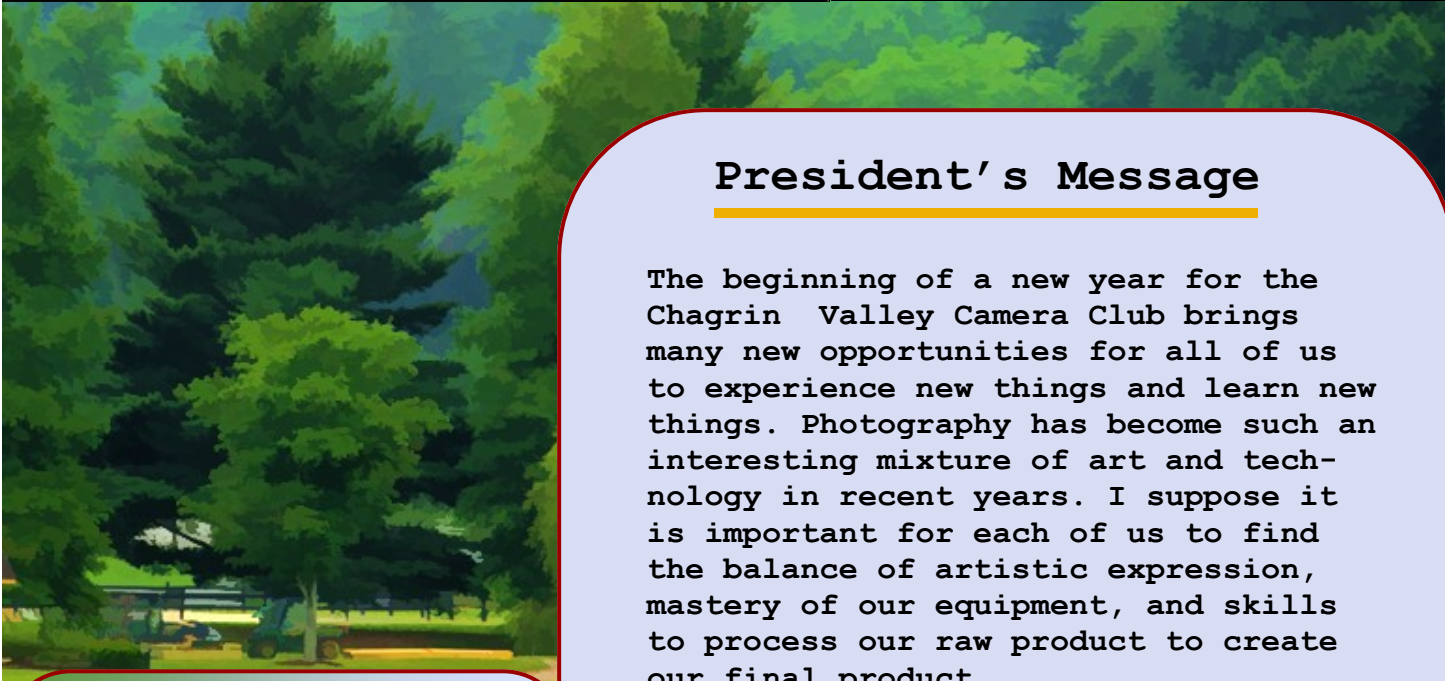 President’s Message
The beginning of a new year for the
Chagrin  Valley Camera Club brings
many new opportunities for all of us
to experience new things and learn new
things. Photography has become such an
interesting mixture of art and tech-
nology in recent years. I suppose it
is important for each of us to find
the balance of artistic expression,
mastery of our equipment, and skills
to process our raw product to create
our final product